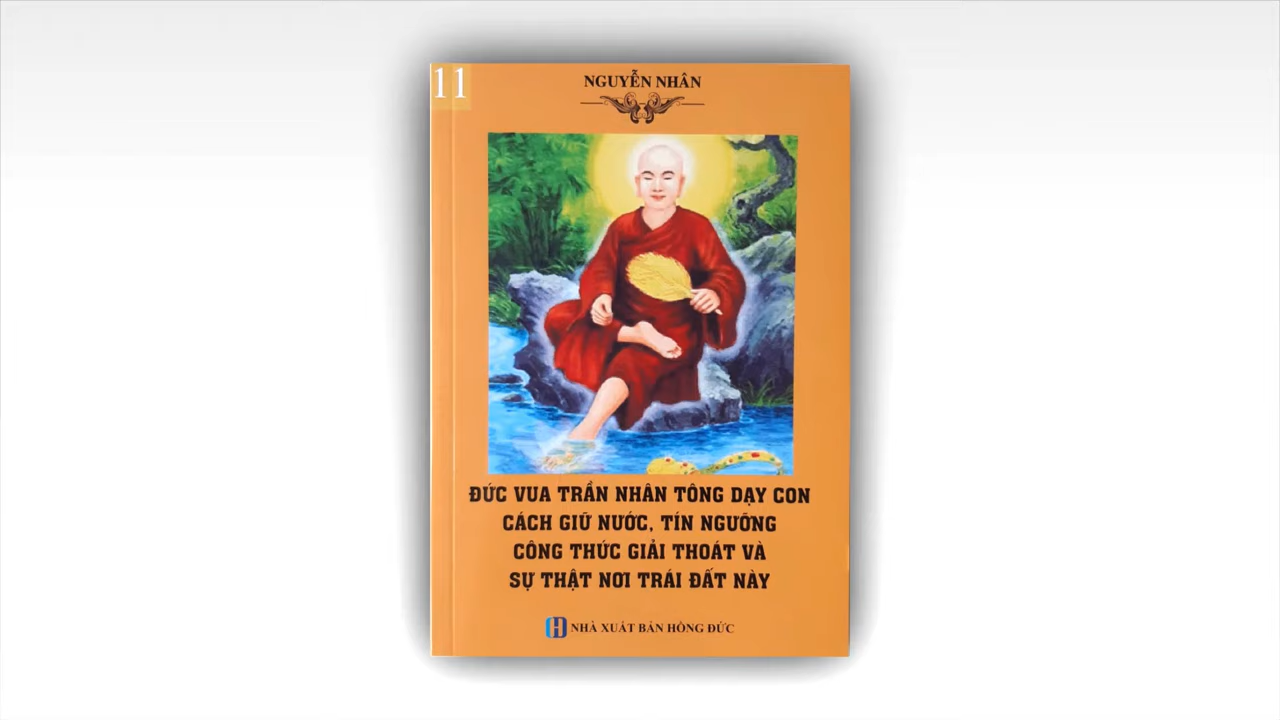 11
NGUYỄN NHÂN
ĐỨC VUA TRẦN NHÂN TÔNG DẠY CON
CÁCH GIỮ NƯỚC, TÍN NGƯỠNG
CÔNG THỨC GIẢI THOÁT VÀ
SỰ THẬT NƠI TRÁI ĐẤT NÀY
NHÀ XUẤT BẢN HỒNG ĐỨC